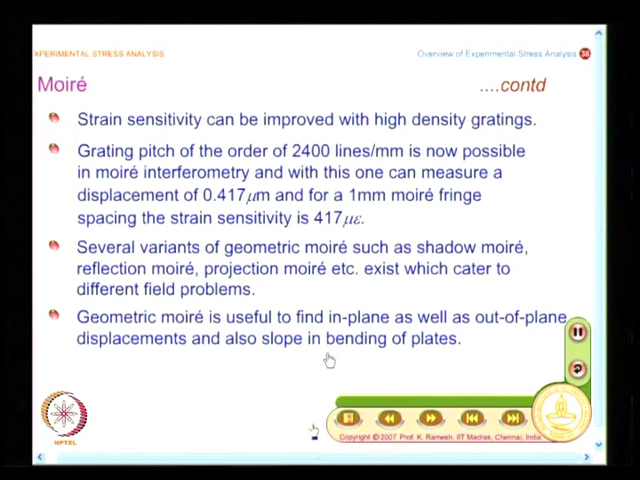 XPERIMENTAL STRESS ANALYSIS
Overview of Experimental Stress Analysis 38
Moiré
....contd
Strain sensitivity can be improved with high density gratings.
Grating pitch of the order of 2400 lines/mm is now possible
in moiré interferometry and with this one can measure a
displacement of 0.417μm and for a 1mm moiré fringe
spacing the strain sensitivity is 417με.
Several variants of geometric moiré such as shadow moiré,
reflection moiré, projection moiré etc. exist which cater to
different field problems.
Geometric moiré is useful to find in-plane as well as out-of-plane
displacements and also slope in bending of plates.
NPTEL
Copyright © 2007 Prof. K. Ramesh, IIT Madras, Chennai, India